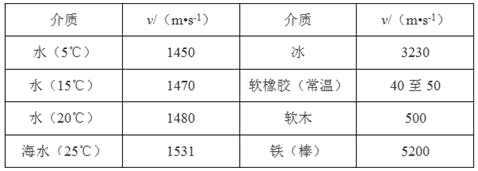 介质 v/（m•s-1） 介质 v/（m•s-1）
水（5℃） 1450 冰 3230
水（15℃） 1470 软橡胶（常温） 40 至 50
水（20℃） 1480 软木 500
海水（25℃） 1531 铁（棒） 5200